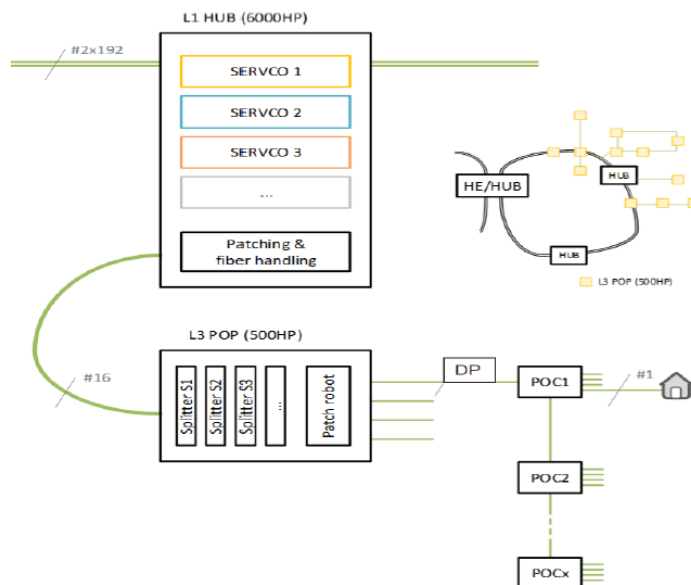 L1 HUB (6000HP)
#2x192
SERVCO 1
SERVCO 2
SERVCO 3
...
Patching &
fiber handling
HE/HUB
HUB
HUB
L3 POP (500HP)
L3 POP (500HP)
#16
Splitter S1
Splitter S2
Splitter S3
...
Patch robot
DP
POC1
#1
POC2
POCx